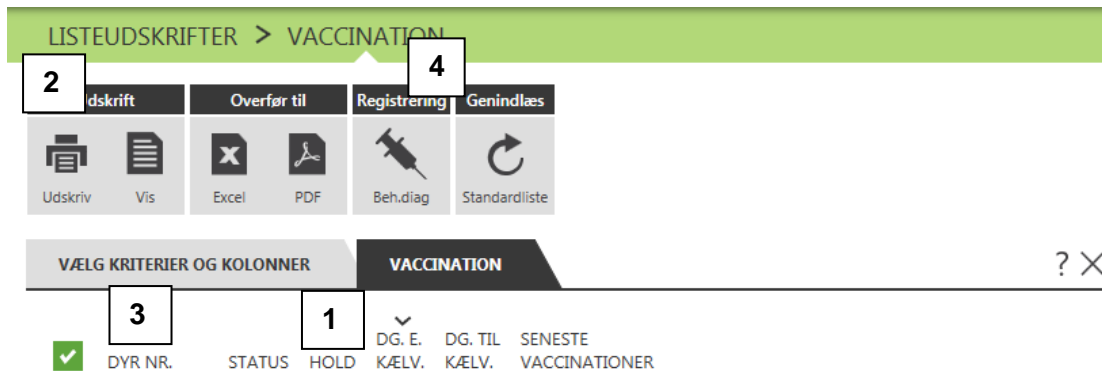 LISTEUDSKRIFTER > VACCINATION
2
4
Udskrift Overfør til Registrering Genindlæs
Udskriv Vis Excel PDF Beh.diag Standardliste
VÆLG KRITERIER OG KOLONNER VACCINATION ? X
3
1
DYR NR. STATUS HOLD DG. E. KÆLV. DG. TIL KÆLV. SENESTE VACCINATIONER